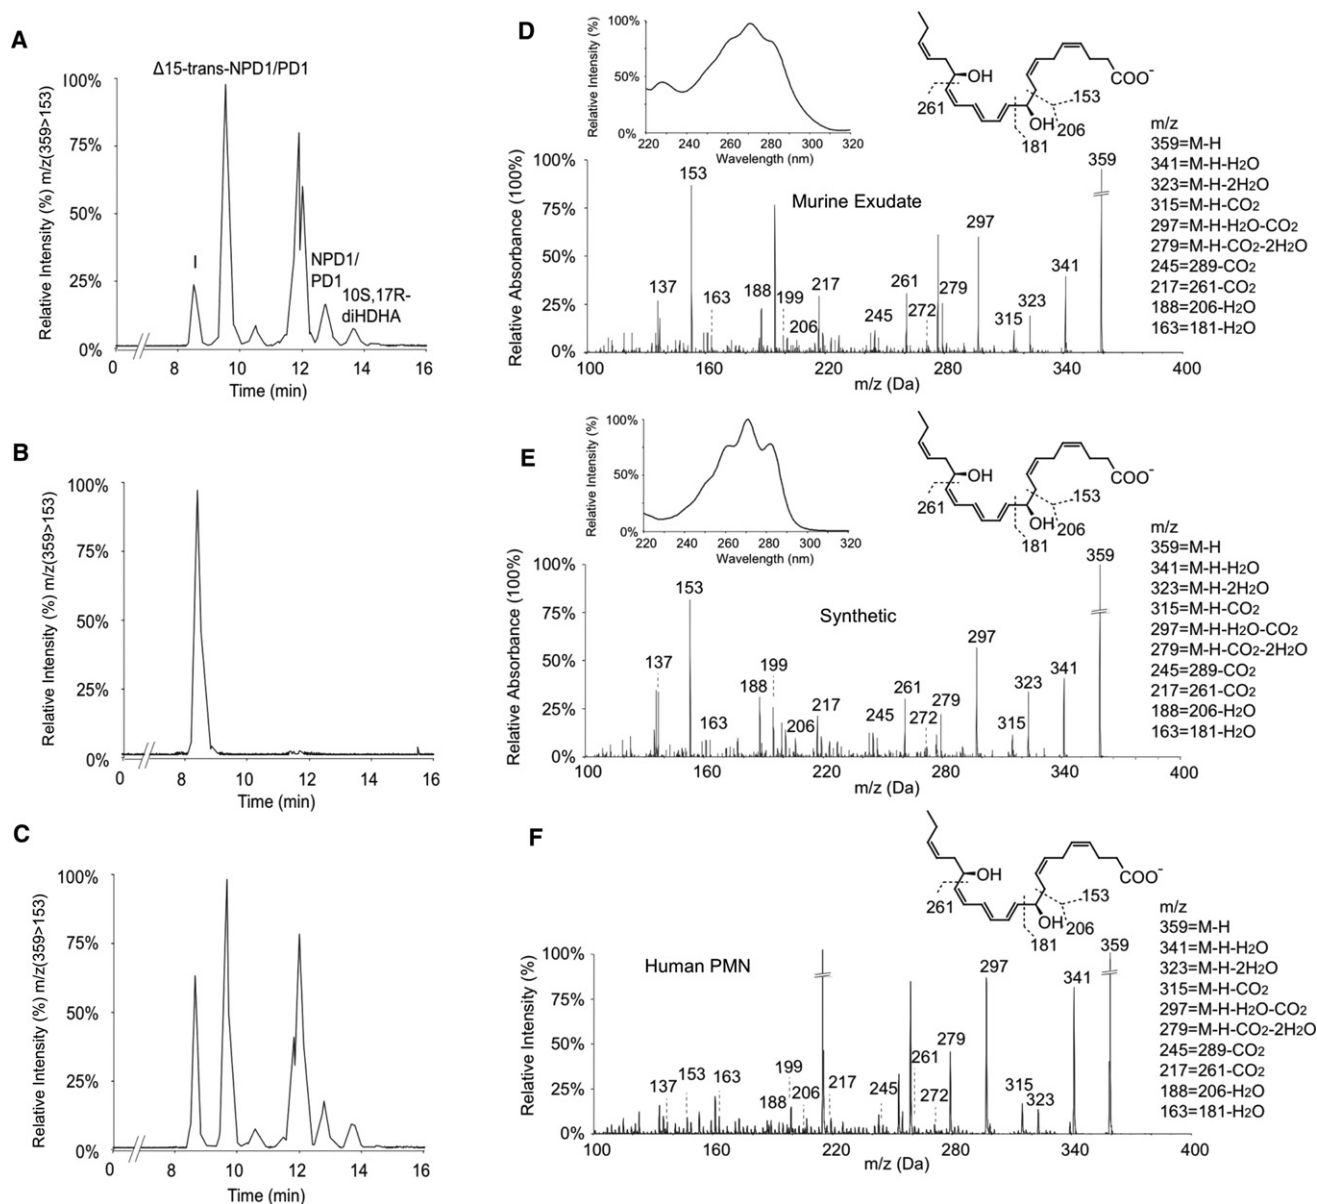 A
Relative Intensity (%) m/z(359>153)
Δ15-trans-NPD1/PD1
100%
75%
50%
25%
0%
I
NPD1/
PD1
10S,17R-
diHDHA
0 8 10 12 14 16
Time (min)
B
Relative Intensity (%) m/z(359>153)
100%
75%
50%
25%
0%
0 8 10 12 14 16
Time (min)
C
Relative Intensity (%) m/z(359>153)
100%
75%
50%
25%
0%
0 8 10 12 14 16
Time (min)
D
Relative Intensity (%)
100%
50%
0%
220 240 260 280 300 320
Wavelength (nm)
OH
COO⁻
261
153
OH
206
181
Relative Absorbance (100%)
100%
75%
50%
25%
0%
Murine Exudate
137 153 163 188 199 206 217 245 261 272 279 297 315 323 341 359
100 160 220 280 340 400
m/z (Da)
m/z
359=M-H
341=M-H-H₂O
323=M-H-2H₂O
315=M-H-CO₂
297=M-H-H₂O-CO₂
279=M-H-CO₂-2H₂O
245=289-CO₂
217=261-CO₂
188=206-H₂O
163=181-H₂O
E
Relative Intensity (%)
100%
50%
0%
220 240 260 280 300 320
Wavelength (nm)
OH
COO⁻
261
153
OH
206
181
Relative Absorbance (100%)
100%
75%
50%
25%
0%
Synthetic
137 153 163 188 199 206 217 245 261 272 279 297 315 323 341 359
100 160 220 280 340 400
m/z (Da)
m/z
359=M-H
341=M-H-H₂O
323=M-H-2H₂O
315=M-H-CO₂
297=M-H-H₂O-CO₂
279=M-H-CO₂-2H₂O
245=289-CO₂
217=261-CO₂
188=206-H₂O
163=181-H₂O
F
OH
COO⁻
261
153
OH
206
181
Relative Intensity (%)
100%
75%
50%
25%
0%
Human PMN
137 153 163 188 199 206 217 245 261 272 279 297 315 323 341 359
100 160 220 280 340 400
m/z (Da)
m/z
359=M-H
341=M-H-H₂O
323=M-H-2H₂O
315=M-H-CO₂
297=M-H-H₂O-CO₂
279=M-H-CO₂-2H₂O
245=289-CO₂
217=261-CO₂
188=206-H₂O
163=181-H₂O